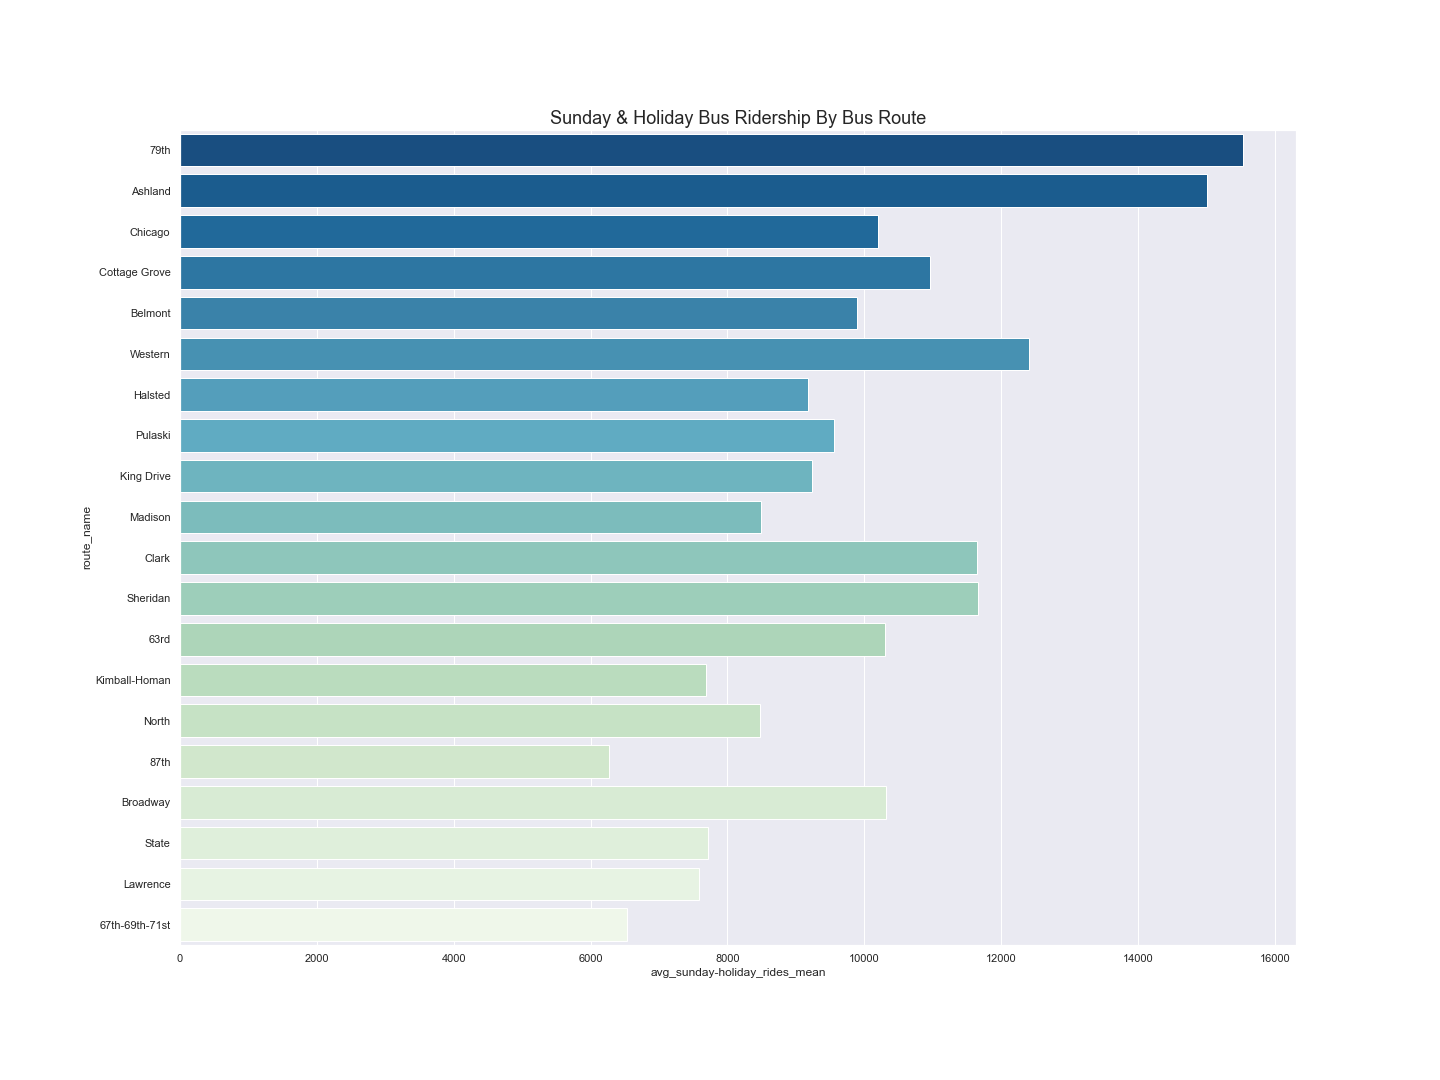 Sunday & Holiday Bus Ridership By Bus Route
79th
Ashland
Chicago
Cottage Grove
Belmont
Western
Halsted
Pulaski
King Drive
Madison
Clark
Sheridan
63rd
Kimball-Homan
North
87th
Broadway
State
Lawrence
67th-69th-71st
route_name
0 2000 4000 6000 8000 10000 12000 14000 16000
avg_sunday-holiday_rides_mean